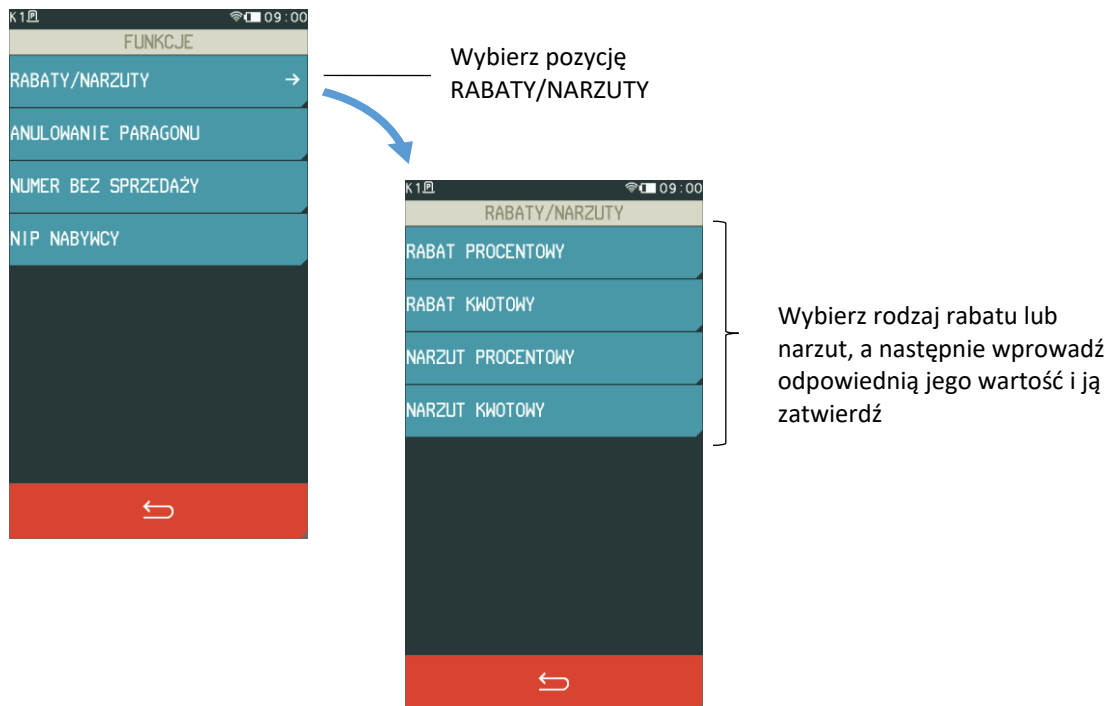 K1 P 09:00
FUNKCJE
RABATY/NARZUTY →
ANULOWANIE PARAGONU
NUMER BEZ SPRZEDAŻY
NIP NABYWCY
Wybierz pozycję
RABATY/NARZUTY
K1 P 09:00
RABATY/NARZUTY
RABAT PROCENTOWY
RABAT KWOTOWY
NARZUT PROCENTOWY
NARZUT KWOTOWY
Wybierz rodzaj rabatu lub
narzut, a następnie wprowadź
odpowiednią jego wartość i ją
zatwierdź